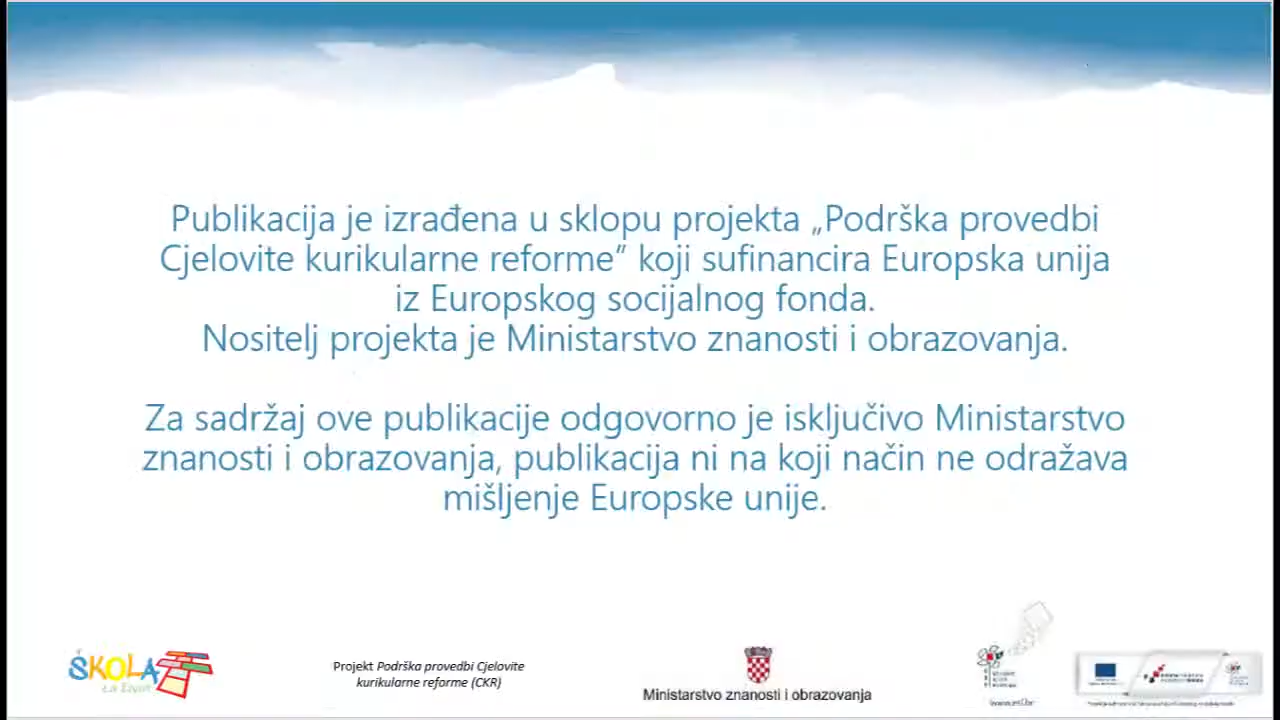 Publikacija je izrađena u sklopu projekta „Podrška provedbi
Cjelovite kurikularne reforme” koji sufinancira Europska unija
iz Europskog socijalnog fonda.
Nositelj projekta je Ministarstvo znanosti i obrazovanja.
Za sadržaj ove publikacije odgovorno je isključivo Ministarstvo
znanosti i obrazovanja, publikacija ni na koji način ne odražava
mišljenje Europske unije.
ŠKOLA
za život
Projekt Podrška provedbi Cjelovite
kurikularne reforme (CKR)
Ministarstvo znanosti i obrazovanja